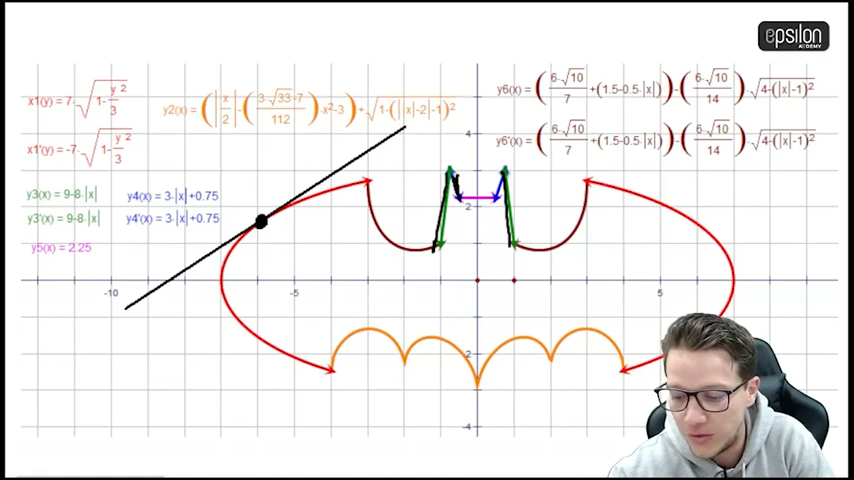 epsilon
ACADEMY
x1(y) = 7·√(1-y²/3)
y2(x) = (|x/2|-((3·√33-7)/112)·x²-3)+√(1-(||x|-2|-1)²)
y6(x) = ((6·√10)/7+(1.5-0.5·|x|))-((6·√10)/14)·√(4-(|x|-1)²)
x1'(y) = -7·√(1-y²/3)
y6'(x) = ((6·√10)/7+(1.5-0.5·|x|))-((6·√10)/14)·√(4-(|x|-1)²)
y3(x) = 9-8·|x|
y4(x) = 3·|x|+0.75
y3'(x) = 9-8·|x|
y4'(x) = 3·|x|+0.75
y5(x) = 2.25
4
2
-10
-5
5
-2
-4